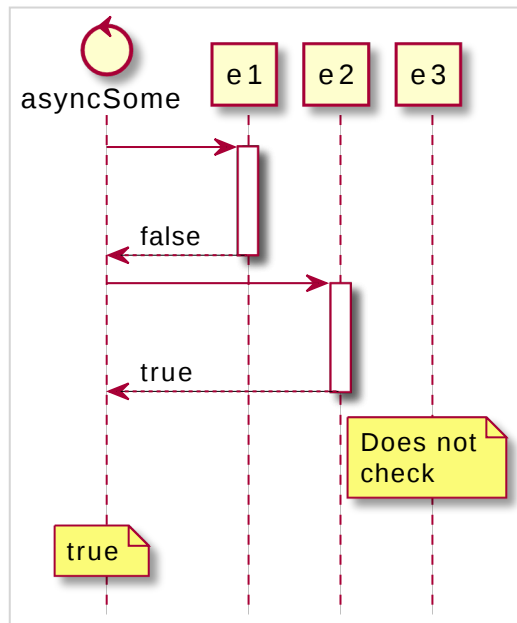 asyncSome
e1
e2
e3
false
true
Does not
check
true